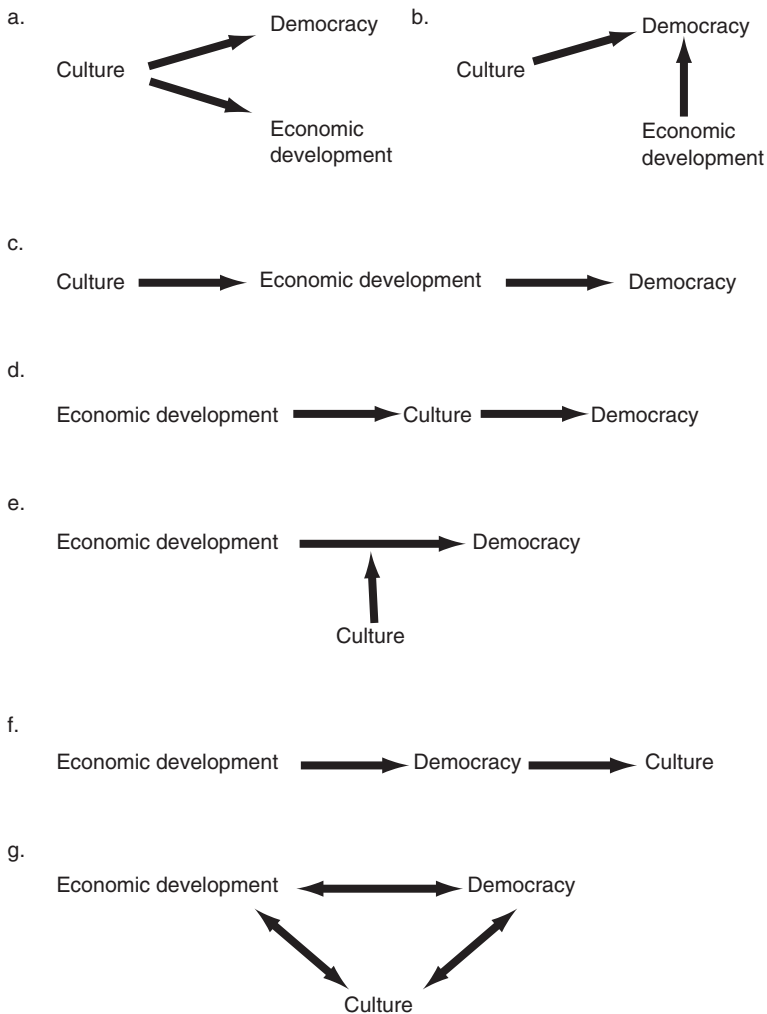 a.
Culture
Democracy
Economic
development
b.
Culture
Democracy
Economic
development
c.
Culture
Economic development
Democracy
d.
Economic development
Culture
Democracy
e.
Economic development
Democracy
Culture
f.
Economic development
Democracy
Culture
g.
Economic development
Democracy
Culture